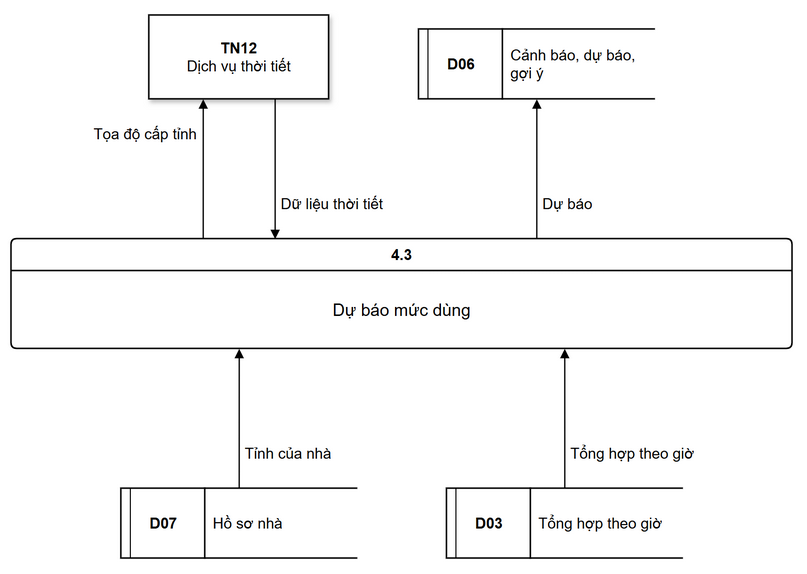 TN12
Dịch vụ thời tiết
D06
Cảnh báo, dự báo,
gợi ý
Tọa độ cấp tỉnh
Dữ liệu thời tiết
Dự báo
4.3
Dự báo mức dùng
Tỉnh của nhà
Tổng hợp theo giờ
D07
Hồ sơ nhà
D03
Tổng hợp theo giờ